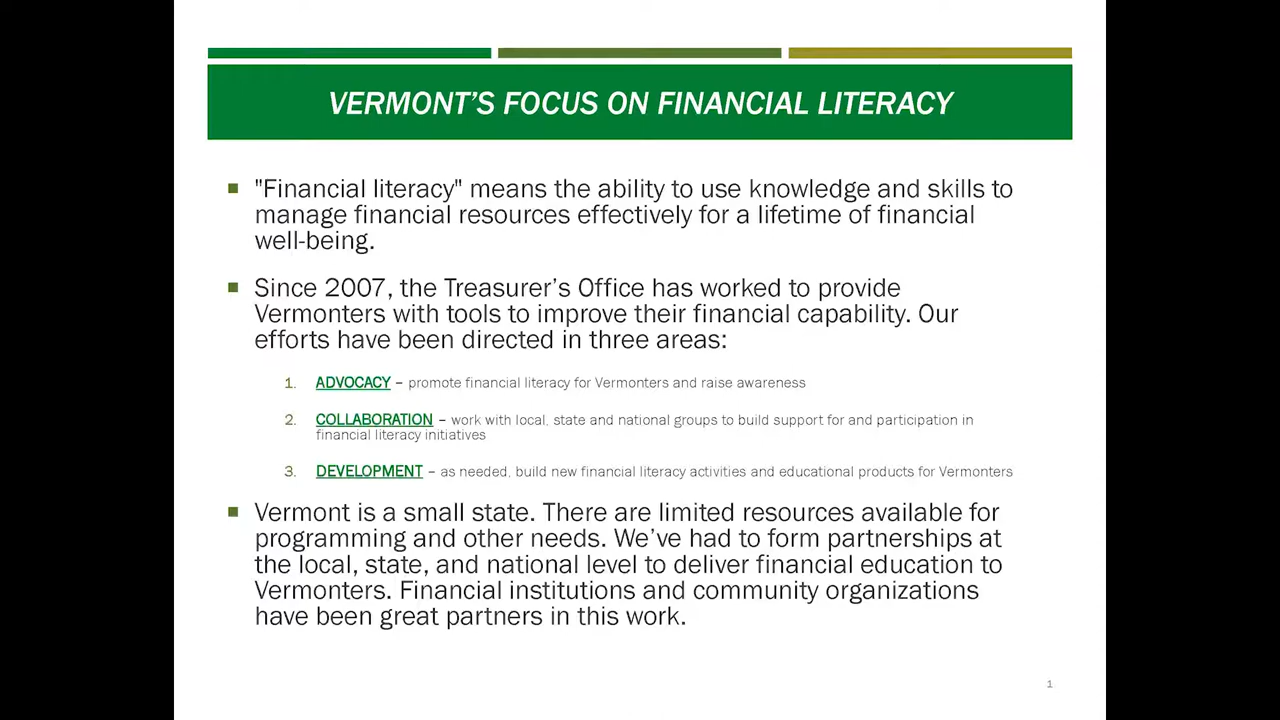 VERMONT’S FOCUS ON FINANCIAL LITERACY
"Financial literacy" means the ability to use knowledge and skills to
manage financial resources effectively for a lifetime of financial
well-being.
Since 2007, the Treasurer’s Office has worked to provide
Vermonters with tools to improve their financial capability. Our
efforts have been directed in three areas:
1. ADVOCACY – promote financial literacy for Vermonters and raise awareness
2. COLLABORATION – work with local, state and national groups to build support for and participation in
financial literacy initiatives
3. DEVELOPMENT – as needed, build new financial literacy activities and educational products for Vermonters
Vermont is a small state. There are limited resources available for
programming and other needs. We’ve had to form partnerships at
the local, state, and national level to deliver financial education to
Vermonters. Financial institutions and community organizations
have been great partners in this work.
1